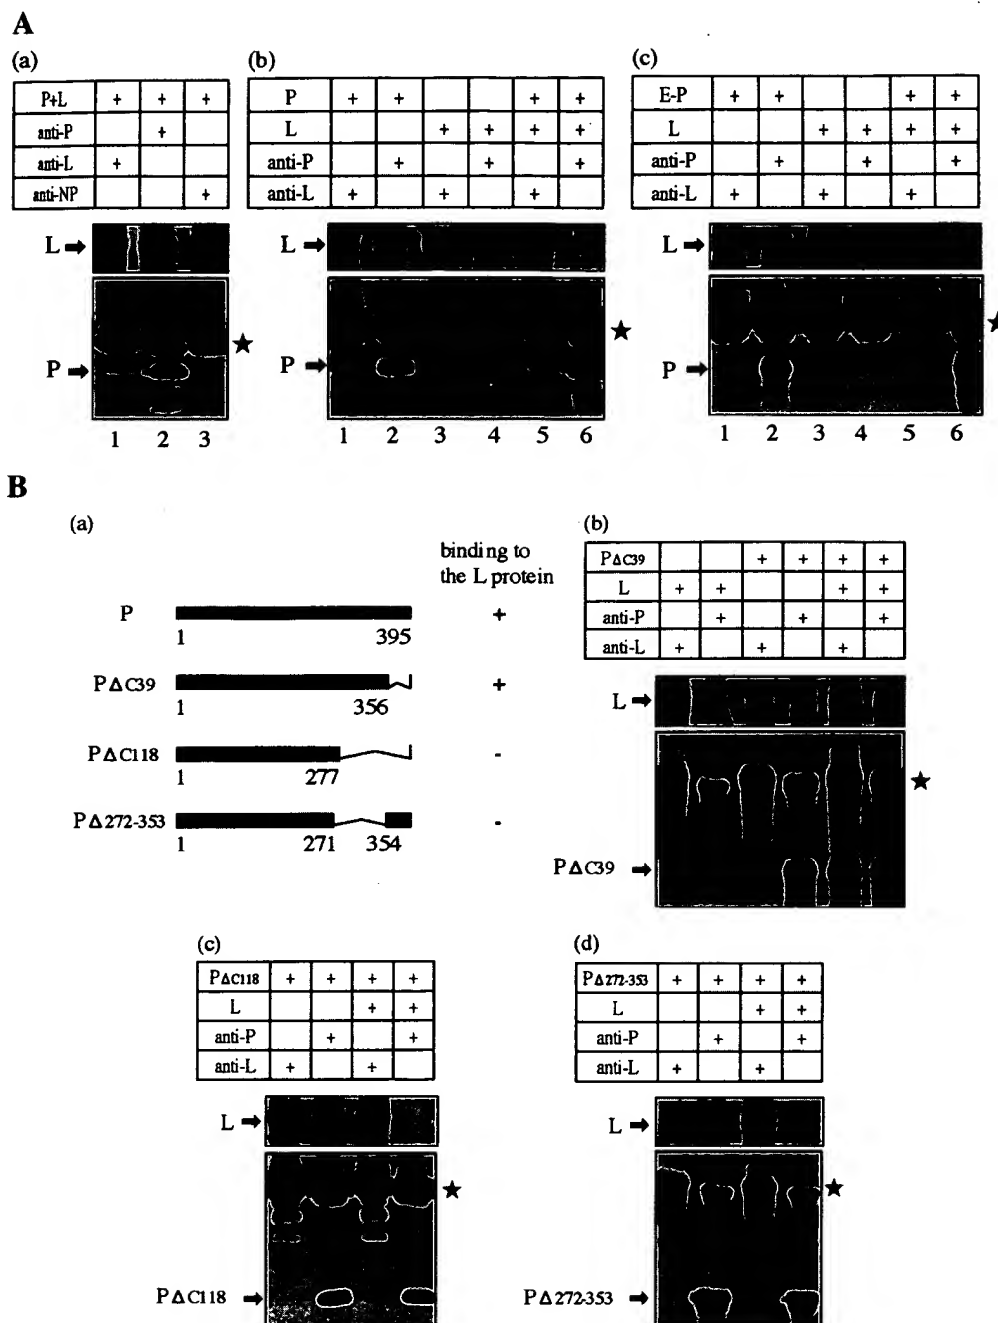 A
(a)
P+L + + +
anti-P +
anti-L +
anti-NP +
L
P
1 2 3
(b)
P + + + +
L + + + +
anti-P + + +
anti-L + + +
L
P
1 2 3 4 5 6
(c)
E-P + + + +
L + + + +
anti-P + + +
anti-L + + +
L
P
1 2 3 4 5 6
B
(a)
binding to
the L protein
P +
1 395
PΔC39 +
1 356
PΔC118 -
1 277
PΔ272-353 -
1 271 354
(b)
PΔC39 + + + +
L + + + +
anti-P + + +
anti-L + + +
L
PΔC39
(c)
PΔC118 + + + +
L + +
anti-P + +
anti-L + +
L
PΔC118
(d)
PΔ272-353 + + + +
L + +
anti-P + +
anti-L + +
L
PΔ272-353